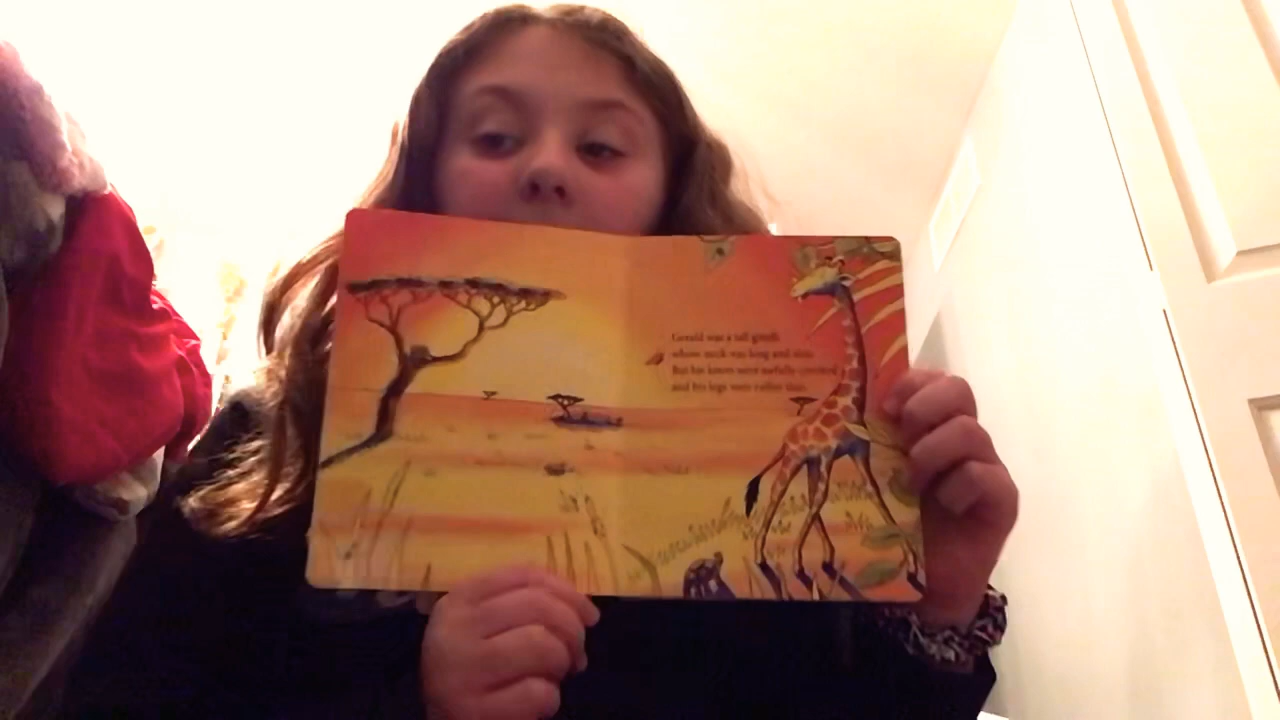 Gerald was a tall giraffe
whose neck was long and slim.
But his knees were awfully crooked
and his legs were rather thin.